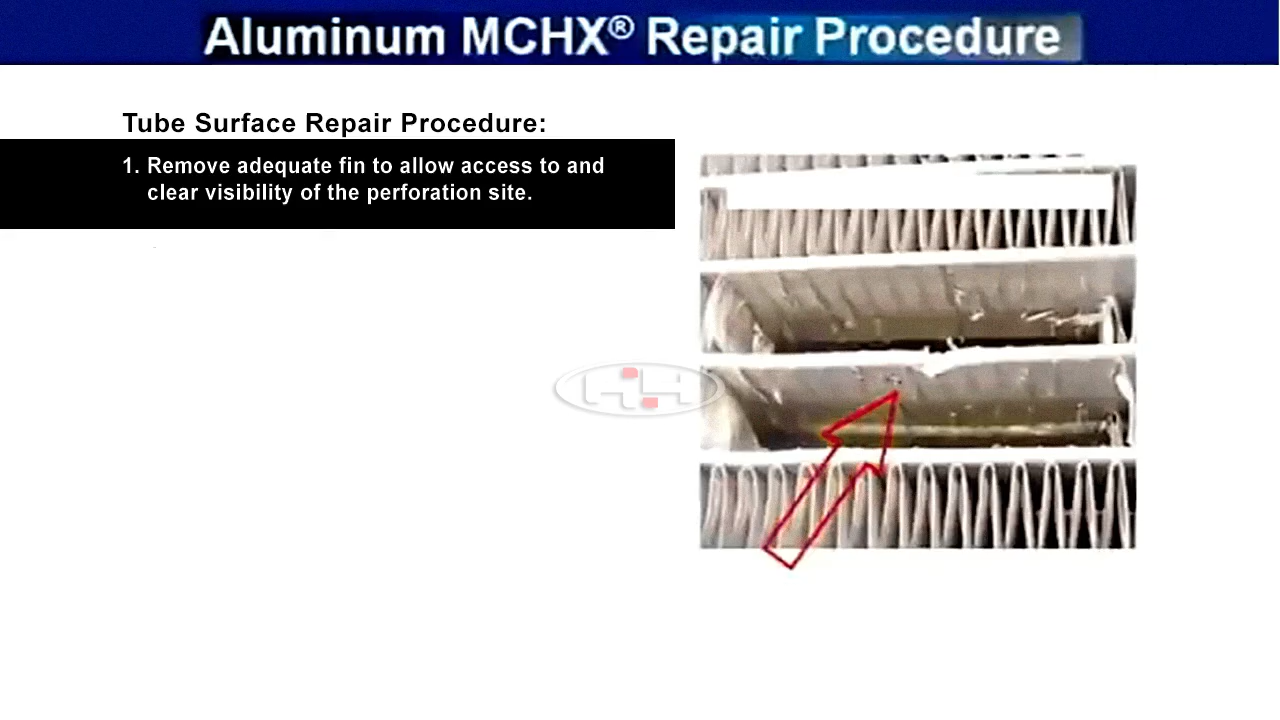 Aluminum MCHX® Repair Procedure
Tube Surface Repair Procedure:
1. Remove adequate fin to allow access to and
clear visibility of the perforation site.